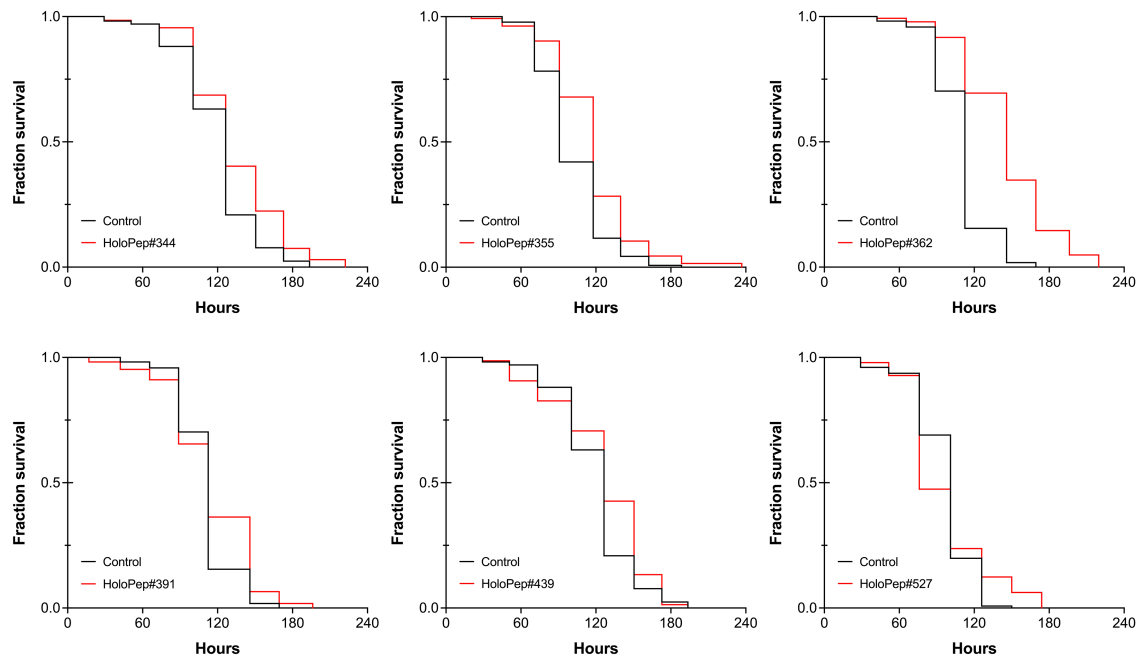 1.0
0.5
0.0
Fraction survival
Control
HoloPep#344
0 60 120 180 240
Hours
1.0
0.5
0.0
Fraction survival
Control
HoloPep#355
0 60 120 180 240
Hours
1.0
0.5
0.0
Fraction survival
Control
HoloPep#362
0 60 120 180 240
Hours
1.0
0.5
0.0
Fraction survival
Control
HoloPep#391
0 60 120 180 240
Hours
1.0
0.5
0.0
Fraction survival
Control
HoloPep#439
0 60 120 180 240
Hours
1.0
0.5
0.0
Fraction survival
Control
HoloPep#527
0 60 120 180 240
Hours